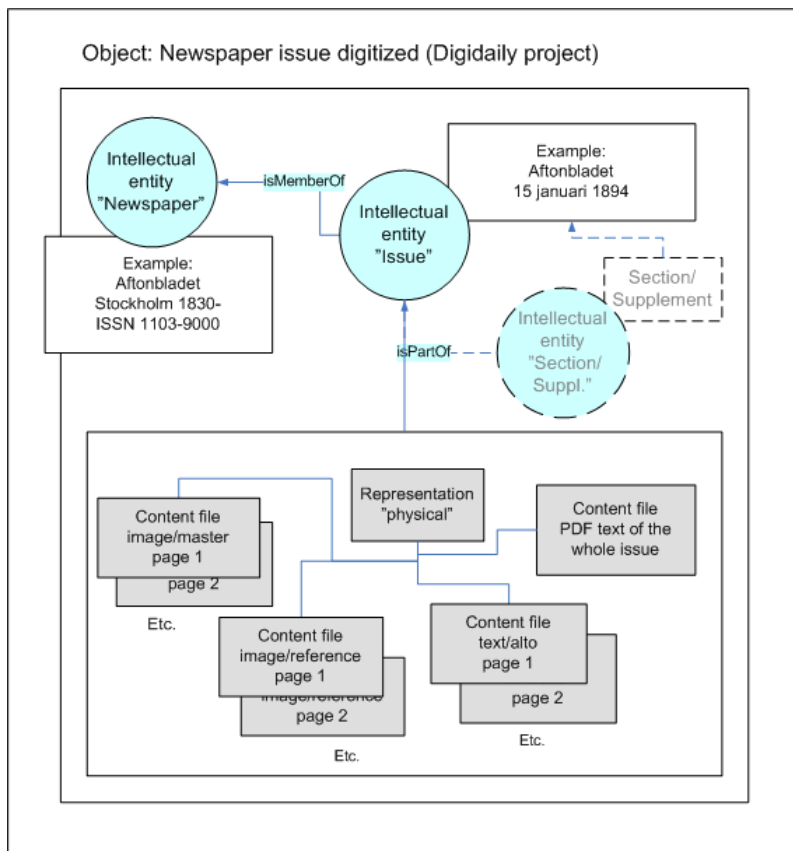 Object: Newspaper issue digitized (Digidaily project)
Intellectual
entity
"Newspaper"
isMemberOf
Example:
Aftonbladet
15 januari 1894
Intellectual
entity
"Issue"
Example:
Aftonbladet
Stockholm 1830-
ISSN 1103-9000
Section/
Supplement
Intellectual
entity
"Section/
Suppl."
isPartOf
Representation
"physical"
Content file
image/master
page 1
page 2
Etc.
Content file
PDF text of the
whole issue
Content file
image/reference
page 1
image/reference
page 2
Etc.
Content file
text/alto
page 1
page 2
Etc.